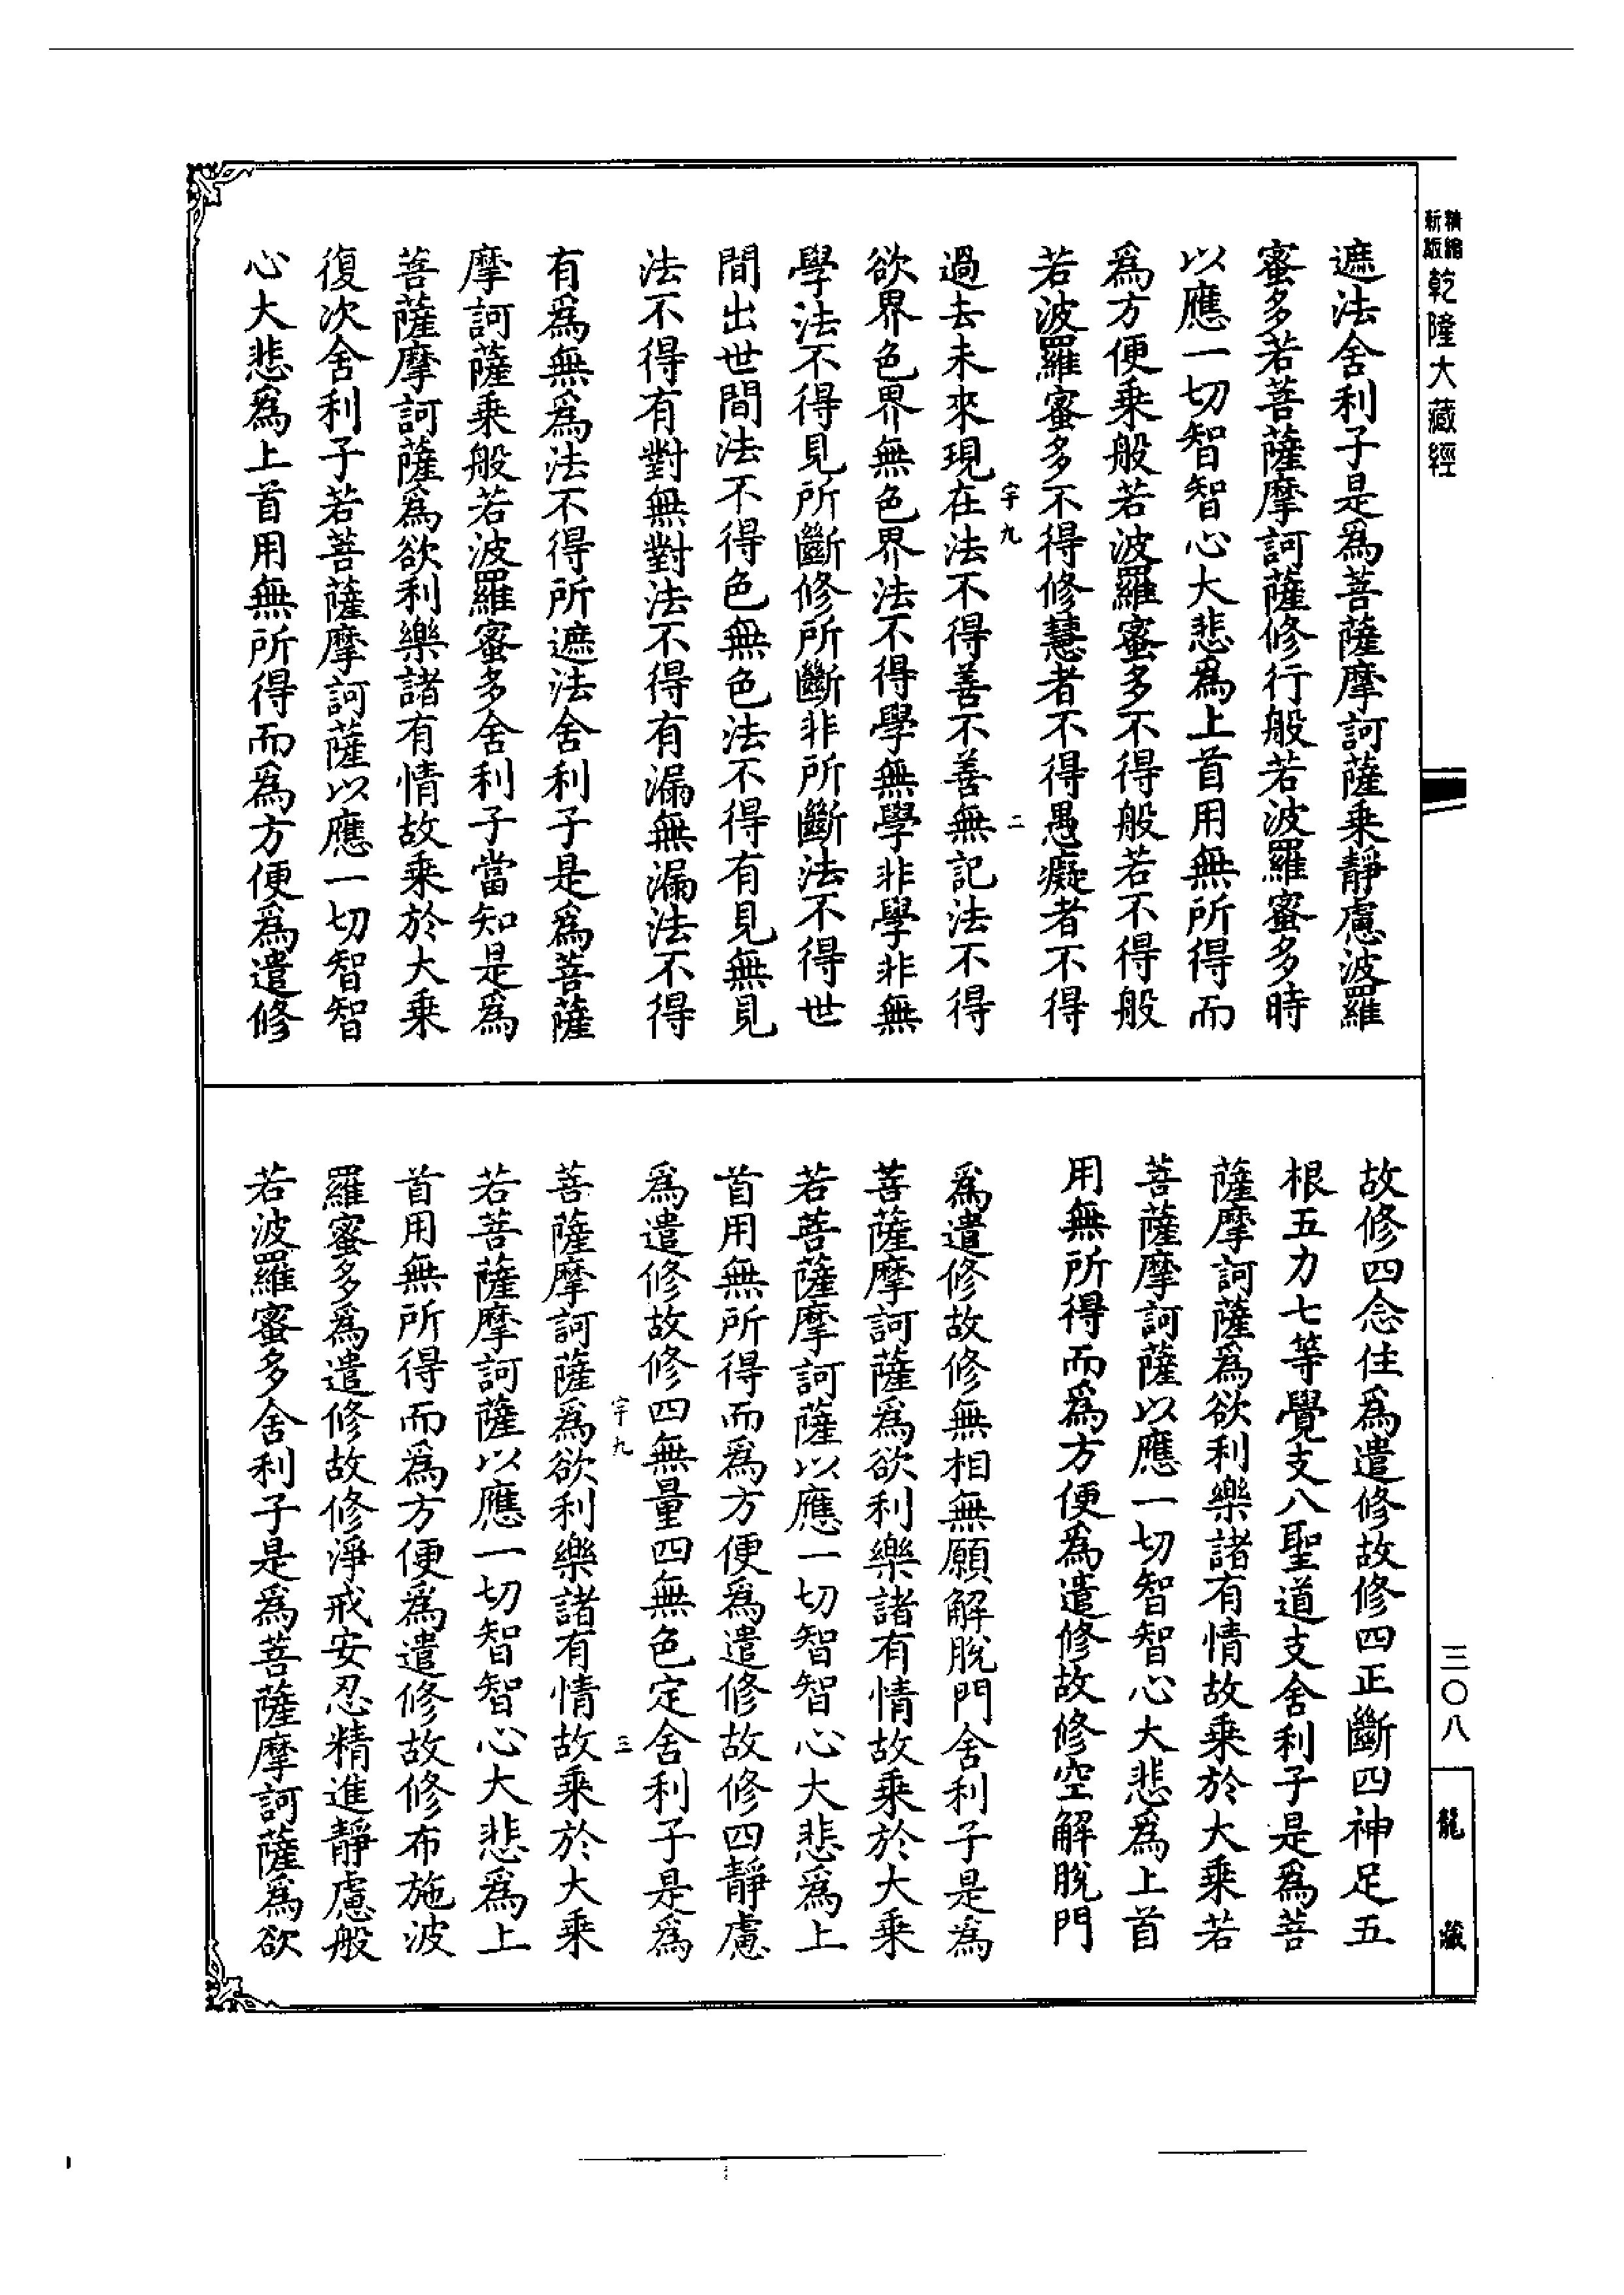 精縮新版乾隆大藏經
遮法舍利子是爲菩薩摩訶薩乘靜慮波羅
蜜多若菩薩摩訶薩修行般若波羅蜜多時
以應一切智智心大悲爲上首用無所得而
爲方便乘般若波羅蜜多不得般若不得般
若波羅蜜多不得修慧者不得愚癡者不得
宇九 二
過去未來現在法不得善不善無記法不得
欲界色界無色界法不得學無學非學非無
學法不得見所斷修所斷非所斷法不得世
間出世間法不得色無色法不得有見無見
法不得有對無對法不得有漏無漏法不得
有爲無爲法不得所遮法舍利子是爲菩薩
摩訶薩乘般若波羅蜜多舍利子當知是爲
菩薩摩訶薩爲欲利樂諸有情故乘於大乘
復次舍利子若菩薩摩訶薩以應一切智智
心大悲爲上首用無所得而爲方便爲遣修
故修四念住爲遣修故修四正斷四神足五
根五力七等覺支八聖道支舍利子是爲菩
薩摩訶薩爲欲利樂諸有情故乘於大乘若
菩薩摩訶薩以應一切智智心大悲爲上首
用無所得而爲方便爲遣修故修空解脫門
爲遣修故修無相無願解脫門舍利子是爲
菩薩摩訶薩爲欲利樂諸有情故乘於大乘
若菩薩摩訶薩以應一切智智心大悲爲上
首用無所得而爲方便爲遣修故修四靜慮
爲遣修故修四無量四無色定舍利子是爲
宇九 三
菩薩摩訶薩爲欲利樂諸有情故乘於大乘
若菩薩摩訶薩以應一切智智心大悲爲上
首用無所得而爲方便爲遣修故修布施波
羅蜜多爲遣修故修淨戒安忍精進靜慮般
若波羅蜜多舍利子是爲菩薩摩訶薩爲欲
三〇八
龍藏